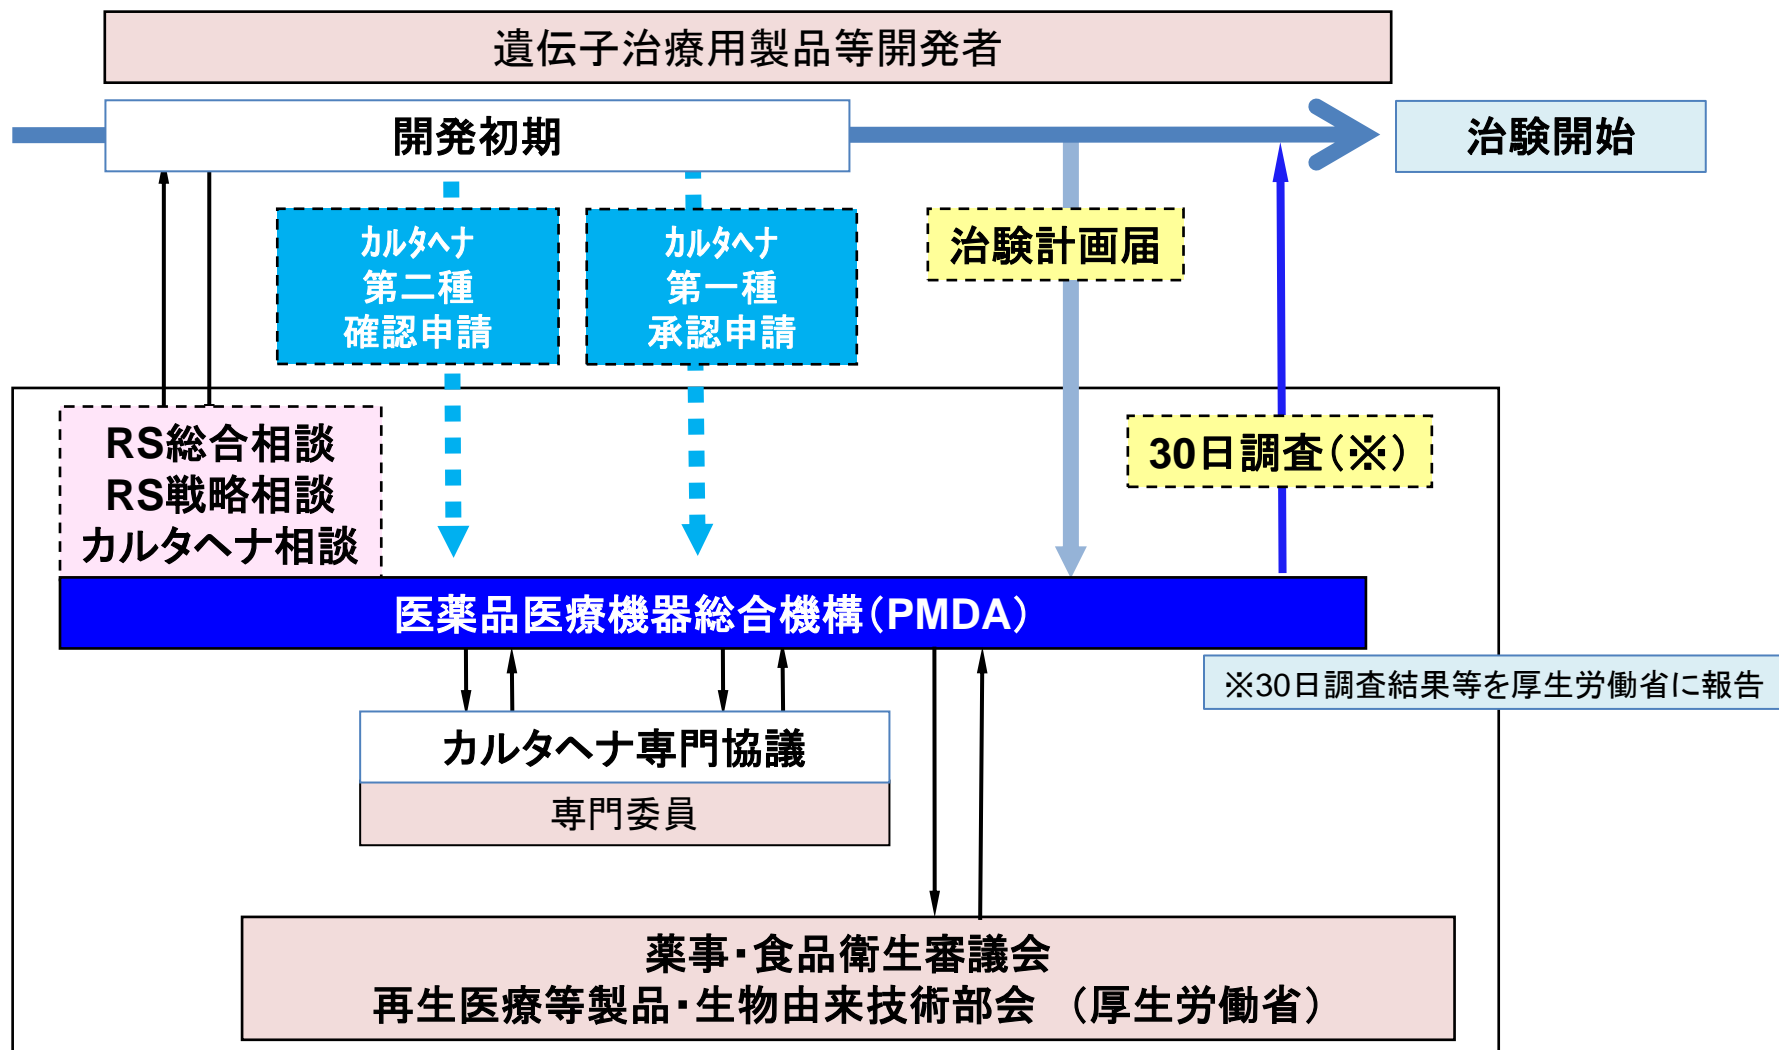 遺伝子治療用製品等開発者
開発初期
治験開始
カルタヘナ
第二種
確認申請
カルタヘナ
第一種
承認申請
治験計画届
RS総合相談
RS戦略相談
カルタヘナ相談
30日調査(※)
医薬品医療機器総合機構(PMDA)
※30日調査結果等を厚生労働省に報告
カルタヘナ専門協議
専門委員
薬事・食品衛生審議会
再生医療等製品・生物由来技術部会 (厚生労働省)